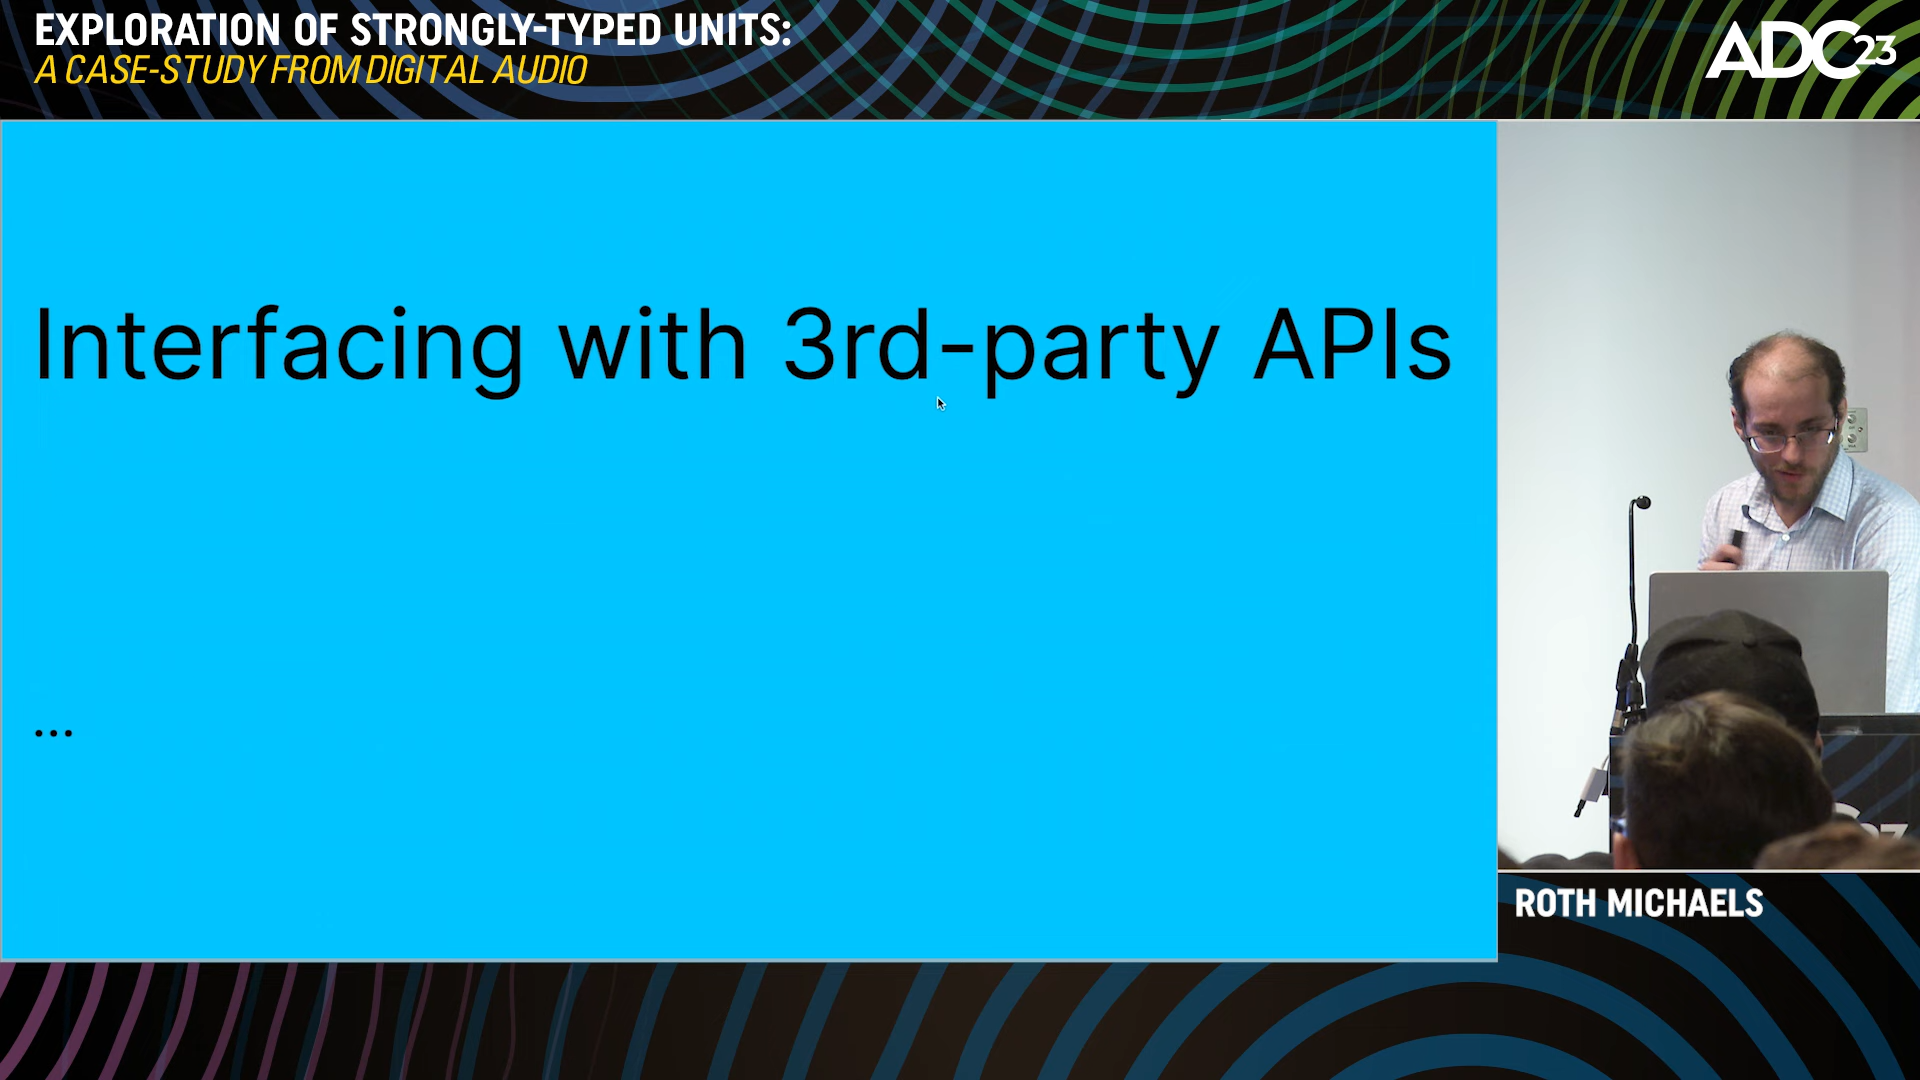 EXPLORATION OF STRONGLY-TYPED UNITS:
A CASE-STUDY FROM DIGITAL AUDIO
ADC23
Interfacing with 3rd-party APIs
...
ROTH MICHAELS